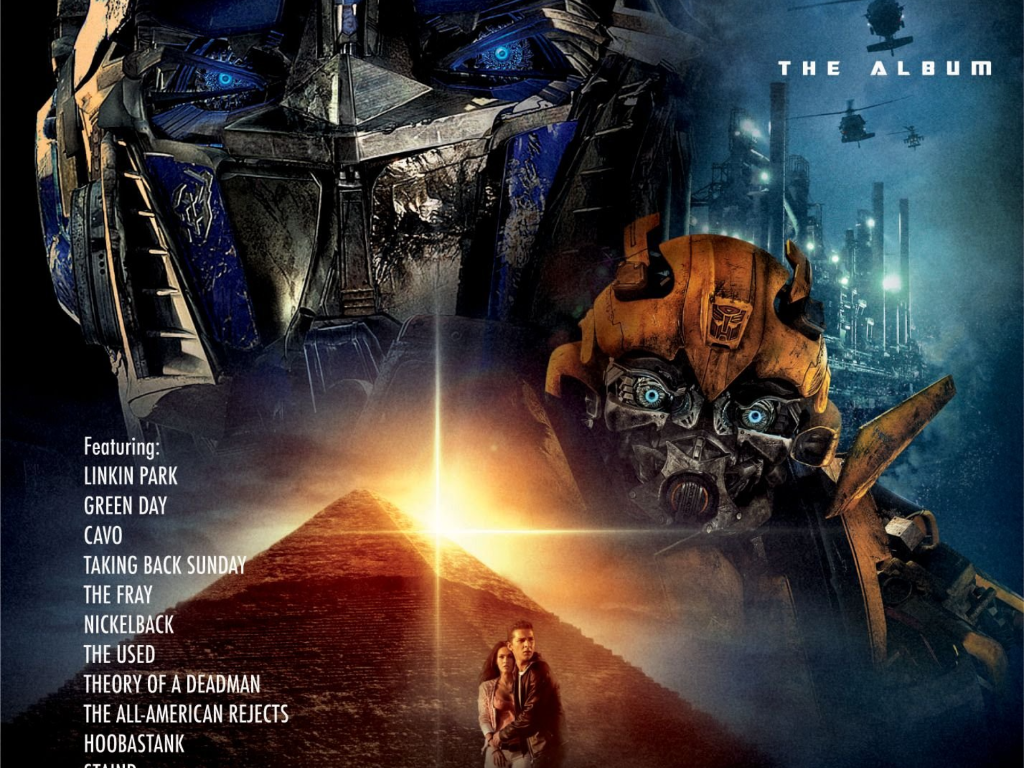 THE ALBUM
Featuring:
LINKIN PARK
GREEN DAY
CAVO
TAKING BACK SUNDAY
THE FRAY
NICKELBACK
THE USED
THEORY OF A DEADMAN
THE ALL-AMERICAN REJECTS
HOOBASTANK
STAIND